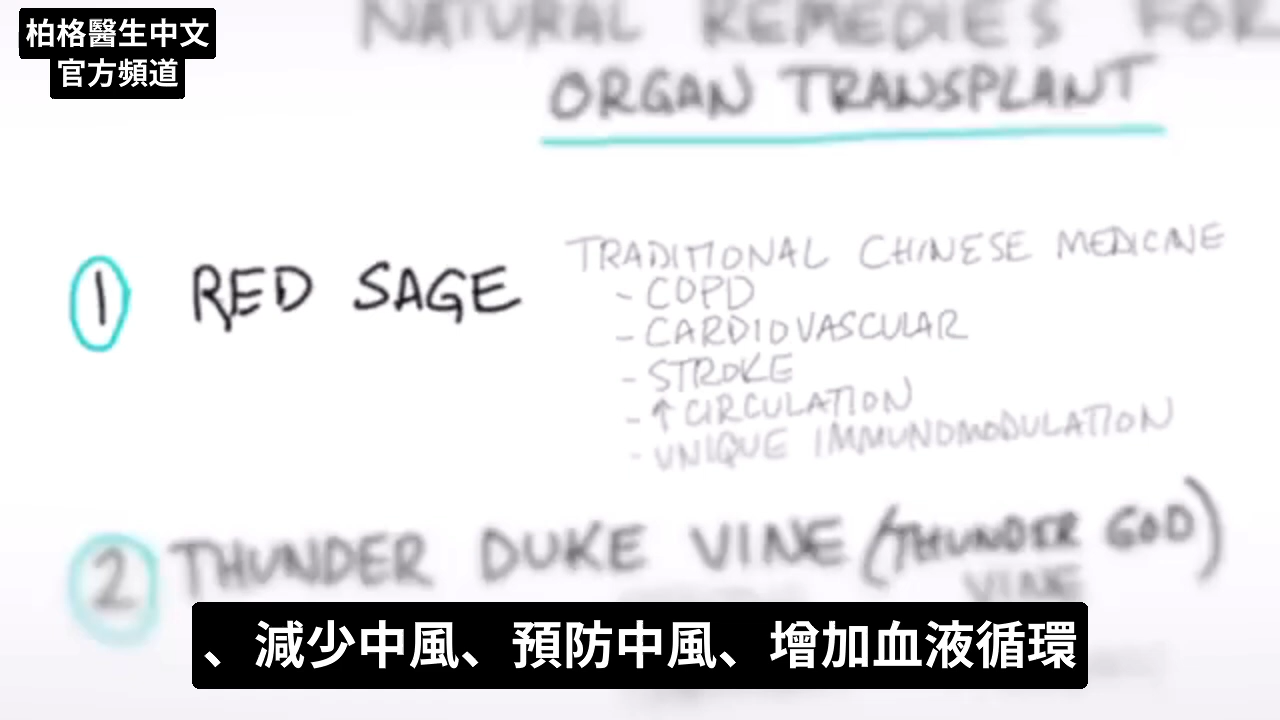 柏格醫生中文
官方頻道
NATURAL REMEDIES FOR
ORGAN TRANSPLANT
1 RED SAGE
TRADITIONAL CHINESE MEDICINE
- COPD
- CARDIOVASCULAR
- STROKE
- ↑ CIRCULATION
- UNIQUE IMMUNOMODULATION
2 THUNDER DUKE VINE (THUNDER GOD)
VINE
、減少中風、預防中風、增加血液循環